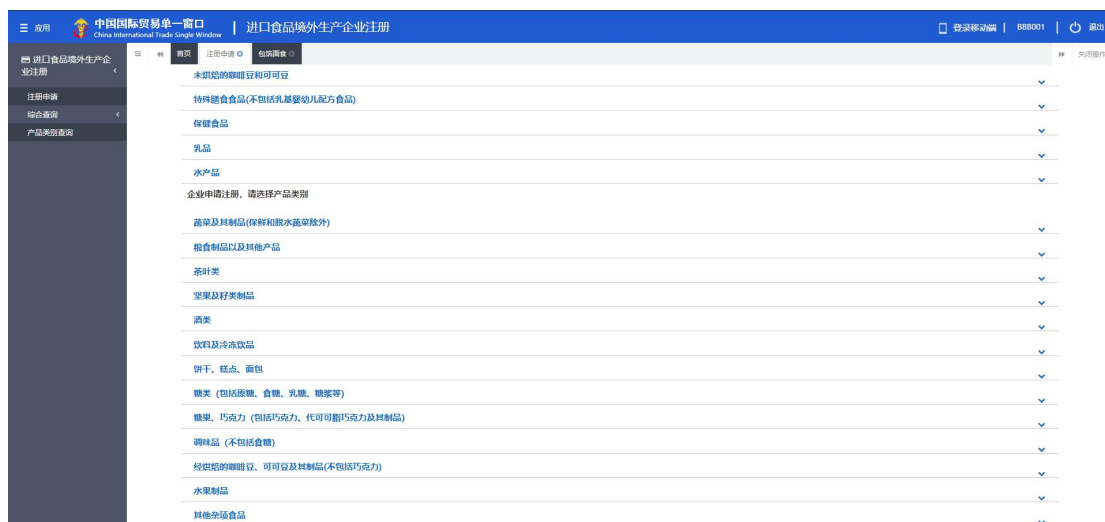 应用
中国国际贸易单一窗口
China International Trade Single Window
进口食品境外生产企业注册
登录移动端
BBB001
退出
进口食品境外生产企业注册
首页
注册申请
包馅面食
关闭操作
注册申请
综合查询
产品类别查询
未烘焙的咖啡豆和可可豆
特殊膳食食品(不包括乳基婴幼儿配方食品)
保健食品
乳品
水产品
企业申请注册，请选择产品类别
蔬菜及其制品(保鲜和脱水蔬菜除外)
粮食制品以及其他产品
茶叶类
坚果及籽类制品
酒类
饮料及冷冻饮品
饼干、糕点、面包
糖类（包括原糖、食糖、乳糖、糖浆等）
糖果、巧克力（包括巧克力、代可可脂巧克力及其制品）
调味品（不包括食糖）
经烘焙的咖啡豆、可可豆及其制品(不包括巧克力)
水果制品
其他杂项食品